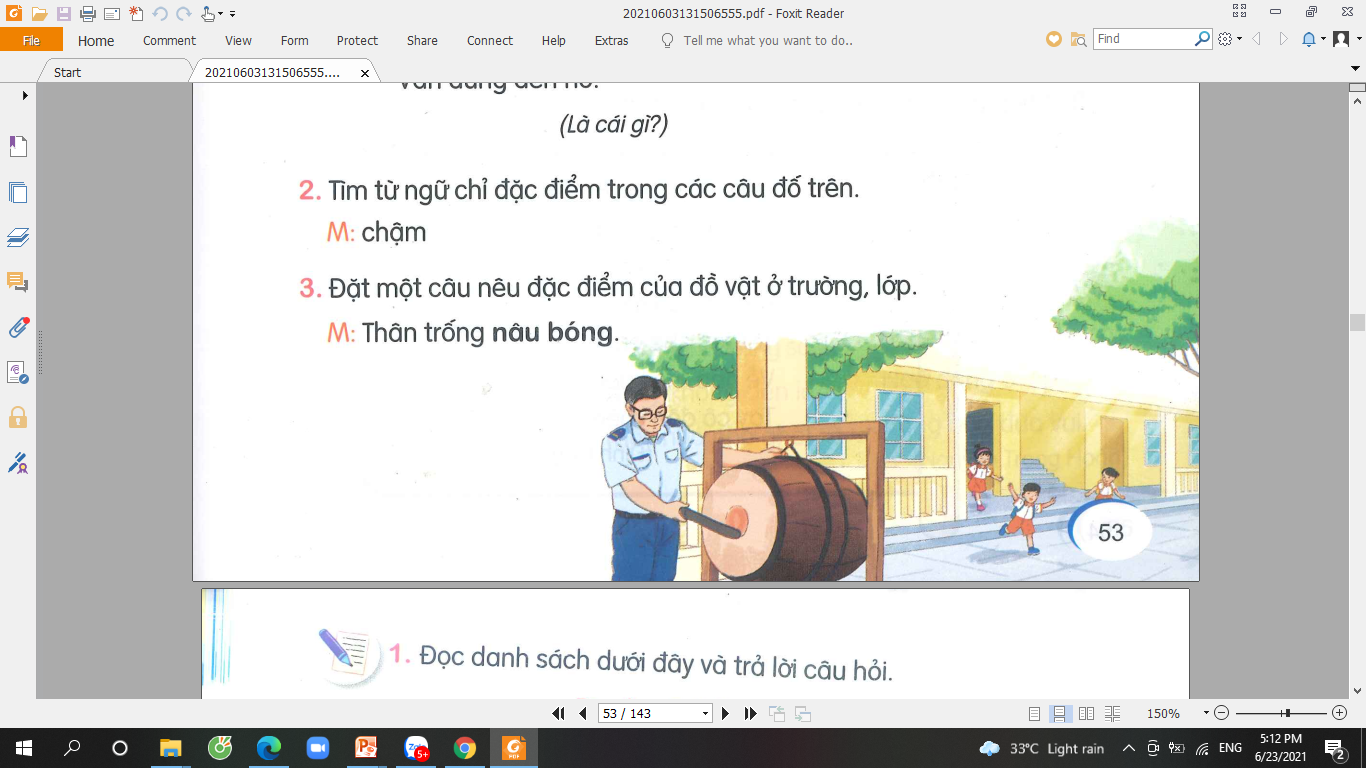 20210603131506555.pdf - Foxit Reader
File Home Comment View Form Protect Share Connect Help Extras Tell me what you want to do.. Find
Start 20210603131506555....
(Là cái gì?)
2. Tìm từ ngữ chỉ đặc điểm trong các câu đố trên.
M: chậm
3. Đặt một câu nêu đặc điểm của đồ vật ở trường, lớp.
M: Thân trống nâu bóng.
53
1. Đọc danh sách dưới đây và trả lời câu hỏi.
53 / 143 150%
33°C Light rain ENG 5:12 PM
6/23/2021
5+
2